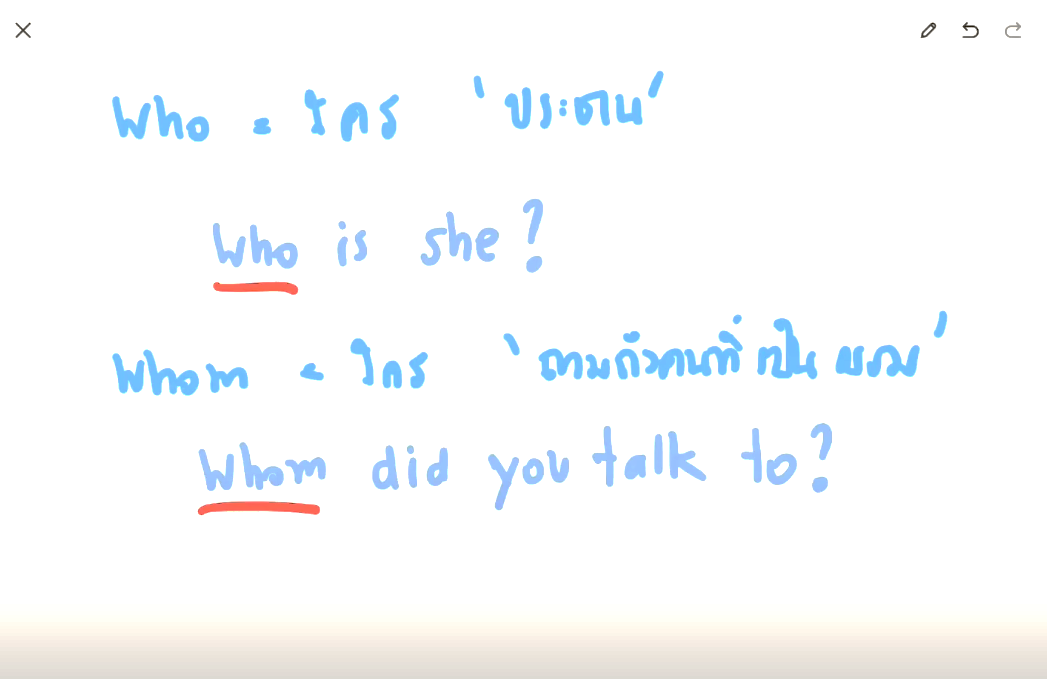 Who = ใคร 'ประธาน'
Who is she?
Whom = ใคร 'ถามถึงคนที่เป็นกรรม'
Whom did you talk to?